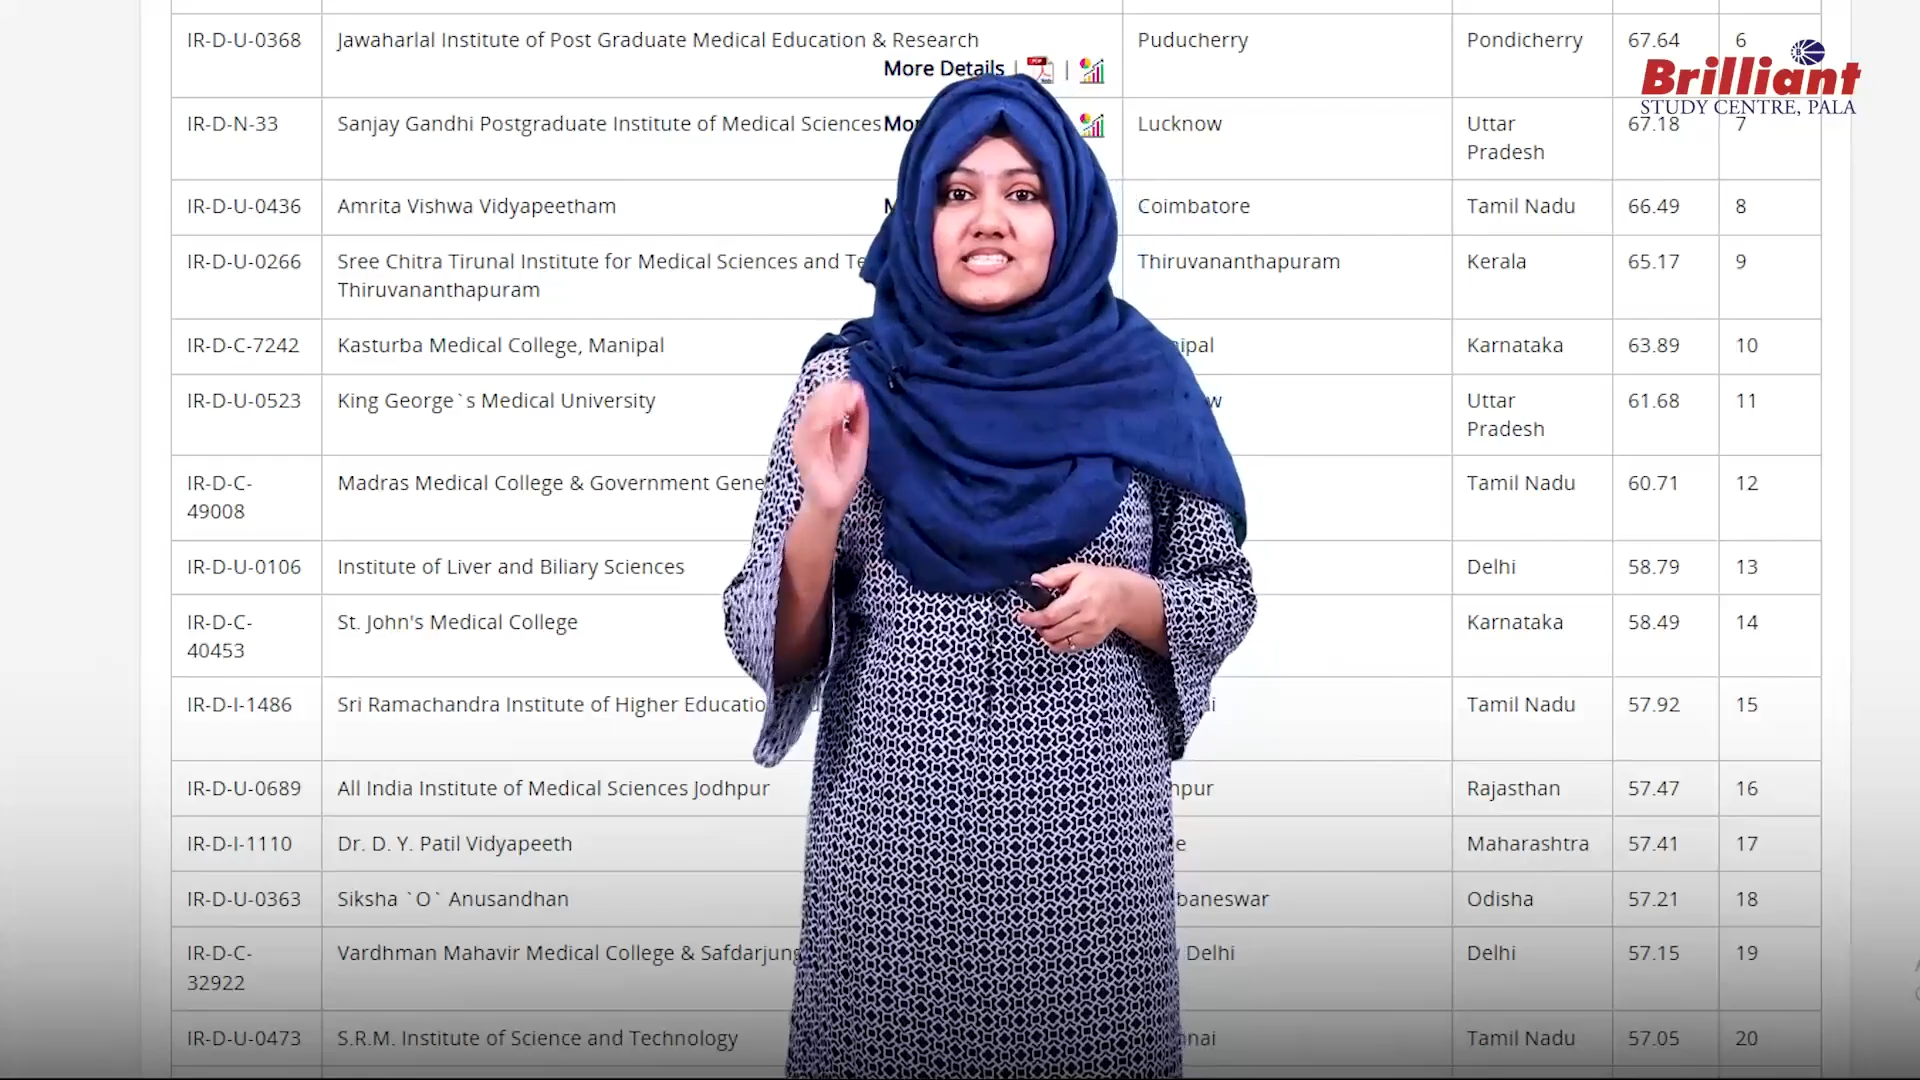 IR-D-U-0368 Jawaharlal Institute of Post Graduate Medical Education & Research Puducherry Pondicherry 67.64 6
More Details | PDF |
Brilliant
STUDY CENTRE, PALA
IR-D-N-33 Sanjay Gandhi Postgraduate Institute of Medical Sciences Lucknow Uttar 67.18 7
Pradesh
IR-D-U-0436 Amrita Vishwa Vidyapeetham Coimbatore Tamil Nadu 66.49 8
IR-D-U-0266 Sree Chitra Tirunal Institute for Medical Sciences and Thiruvananthapuram Kerala 65.17 9
Thiruvananthapuram
IR-D-C-7242 Kasturba Medical College, Manipal Karnataka 63.89 10
IR-D-U-0523 King George`s Medical University Uttar 61.68 11
Pradesh
IR-D-C- Madras Medical College & Government Tamil Nadu 60.71 12
49008
IR-D-U-0106 Institute of Liver and Biliary Sciences Delhi 58.79 13
IR-D-C- St. John's Medical College Karnataka 58.49 14
40453
IR-D-I-1486 Sri Ramachandra Institute of Higher Tamil Nadu 57.92 15
IR-D-U-0689 All India Institute of Medical Sciences Jodhpur Rajasthan 57.47 16
IR-D-I-1110 Dr. D. Y. Patil Vidyapeeth Maharashtra 57.41 17
IR-D-U-0363 Siksha `O` Anusandhan Odisha 57.21 18
IR-D-C- Vardhman Mahavir Medical College & Safdarjung Delhi Delhi 57.15 19
32922
IR-D-U-0473 S.R.M. Institute of Science and Technology Tamil Nadu 57.05 20